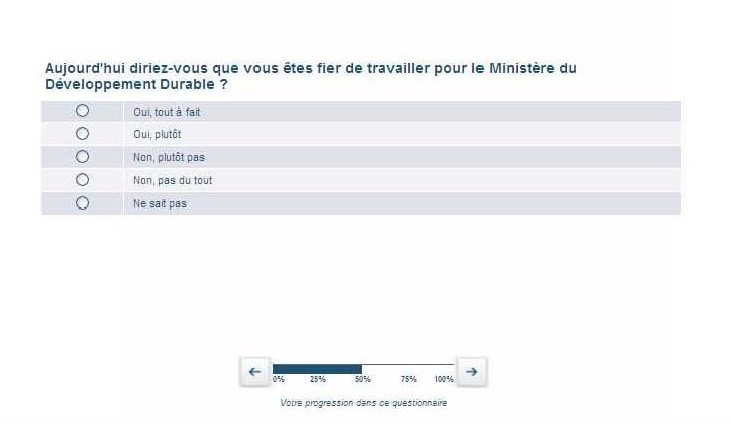 Aujourd'hui diriez-vous que vous êtes fier de travailler pour le Ministère du
Développement Durable ?
Oui, tout à fait
Oui, plutôt
Non, plutôt pas
Non, pas du tout
Ne sait pas
0% 25% 50% 75% 100%
Votre progression dans ce questionnaire